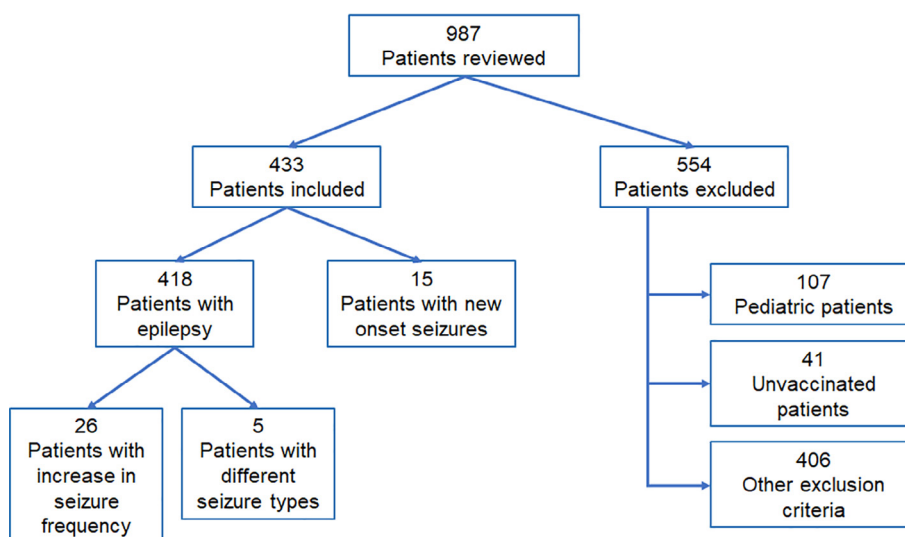 987
Patients reviewed
433
Patients included
554
Patients excluded
418
Patients with
epilepsy
15
Patients with new
onset seizures
107
Pediatric patients
41
Unvaccinated
patients
26
Patients with
increase in
seizure
frequency
5
Patients with
different
seizure types
406
Other exclusion
criteria